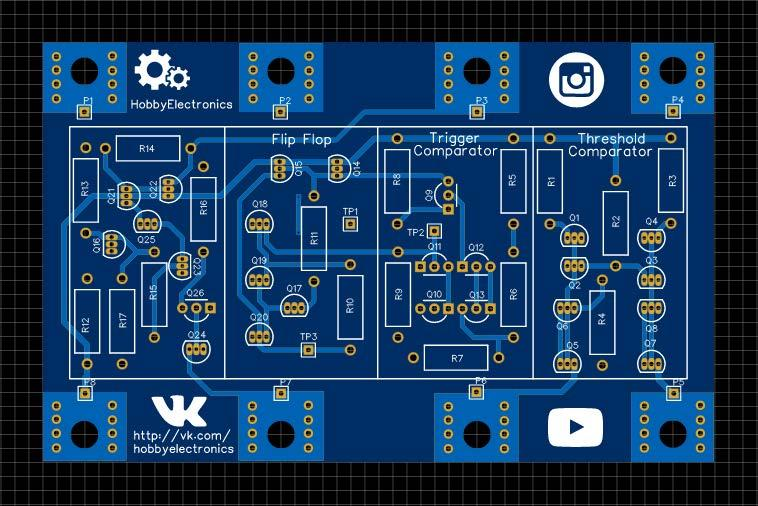 HobbyElectronics
P1
P2
P3
P4
Flip Flop
Trigger
Comparator
Threshold
Comparator
R14
R13
Q21
Q22
R16
Q15
Q14
R8
Q9
R5
R1
R3
Q18
TP1
R11
TP2
Q1
R2
Q4
Q16
Q25
Q23
Q11
Q12
Q19
Q2
Q3
R15
Q26
Q17
R10
R9
Q10
Q13
R6
R12
R17
Q24
Q20
TP3
R7
Q6
R4
Q8
Q5
Q7
P8
P7
P6
P5
http://vk.com/
hobbyelectronics